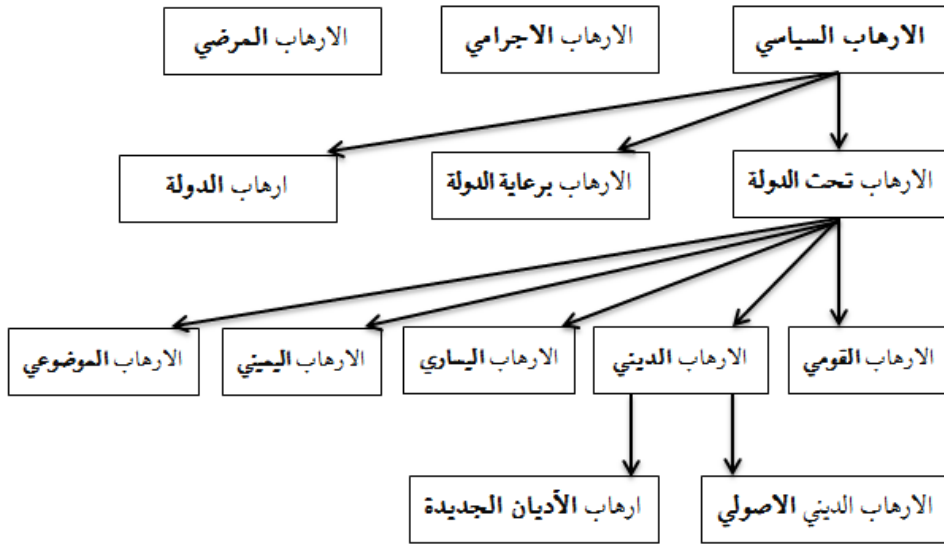 الارهاب السياسي
الارهاب الاجرامي
الارهاب المرضي
الارهاب تحت الدولة
الارهاب برعاية الدولة
ارهاب الدولة
الارهاب القومي
الارهاب الديني
الارهاب اليساري
الارهاب اليميني
الارهاب الموضوعي
الارهاب الديني الاصولي
ارهاب الأديان الجديدة